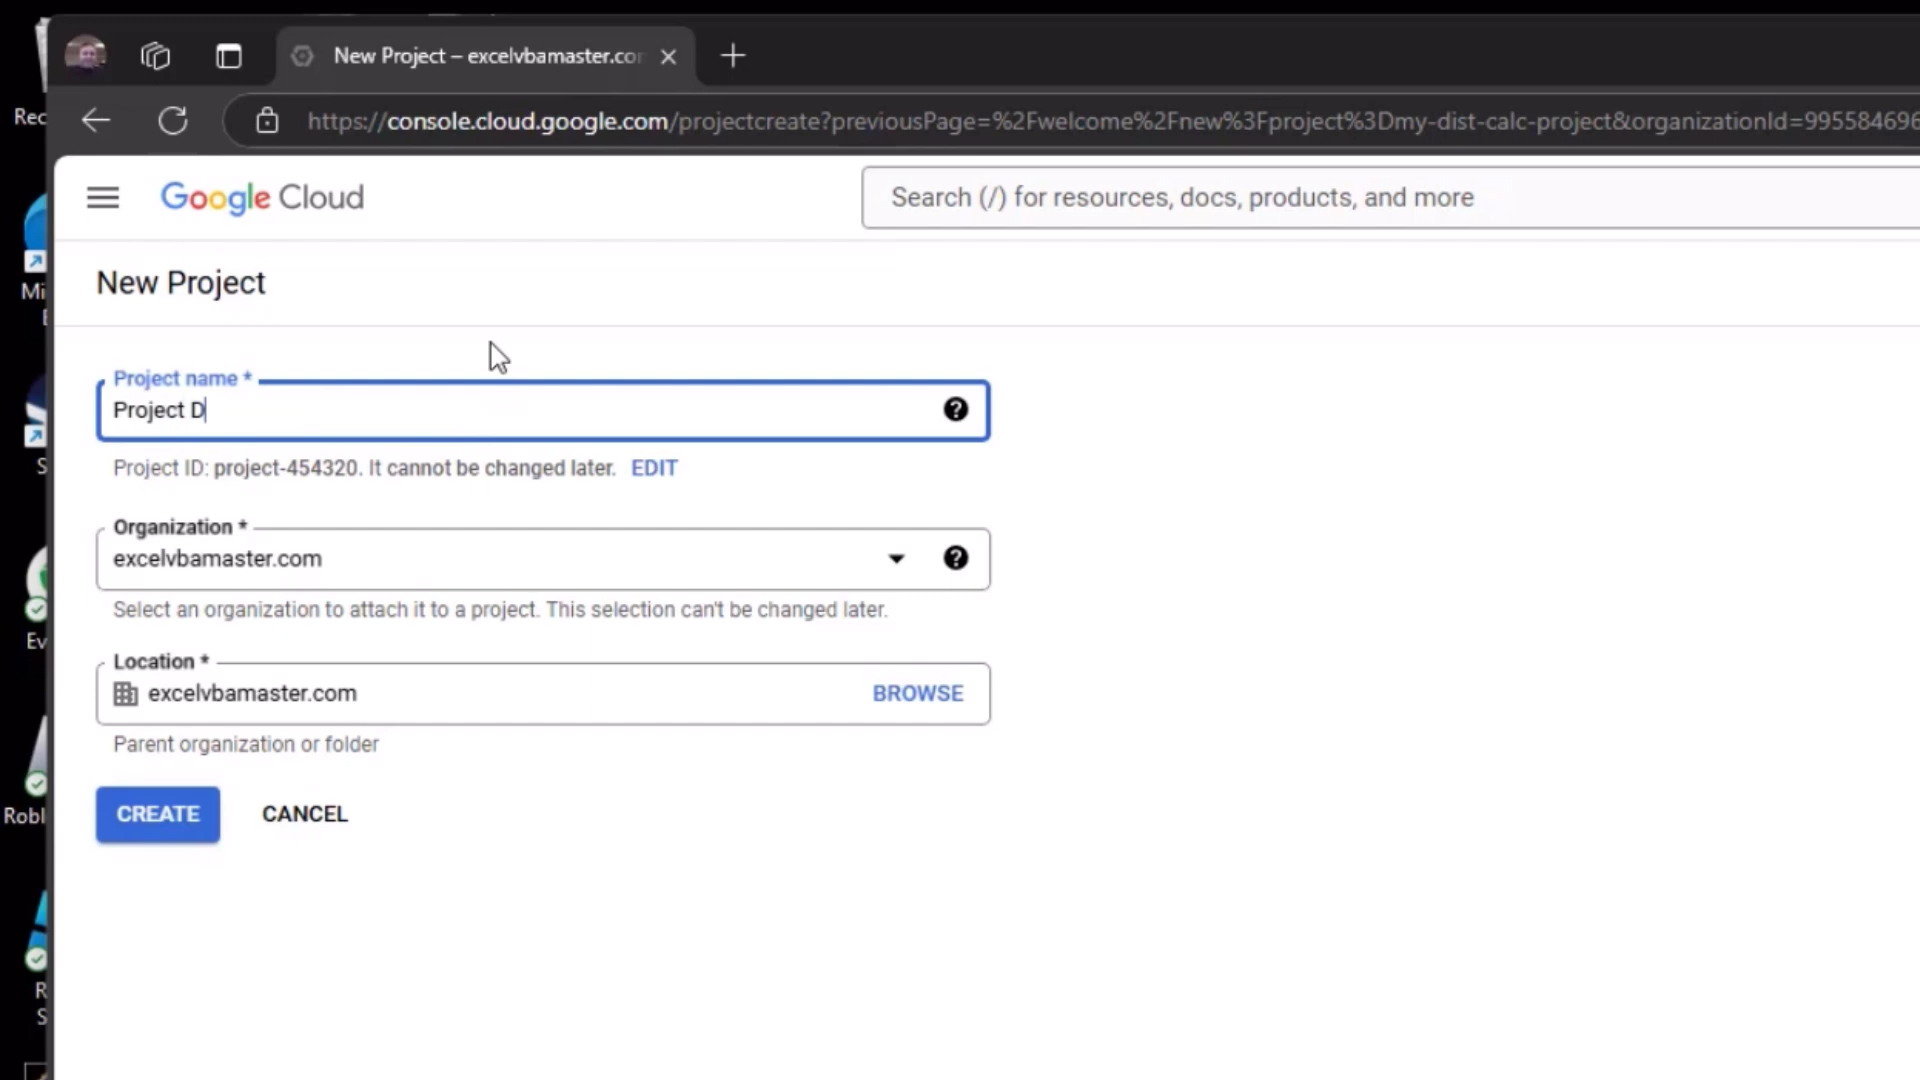 New Project – excelvbamaster.co
https://console.cloud.google.com/projectcreate?previousPage=%2Fwelcome%2Fnew%3Fproject%3Dmy-dist-calc-project&organizationId=995584696
Rec
Google Cloud
Search (/) for resources, docs, products, and more
New Project
Mi
E
Project name *
Project D
Project ID: project-454320. It cannot be changed later. EDIT
S
Organization *
excelvbamaster.com
Select an organization to attach it to a project. This selection can't be changed later.
Ev
Location *
excelvbamaster.com
BROWSE
Parent organization or folder
Robl
CREATE
CANCEL
R
S